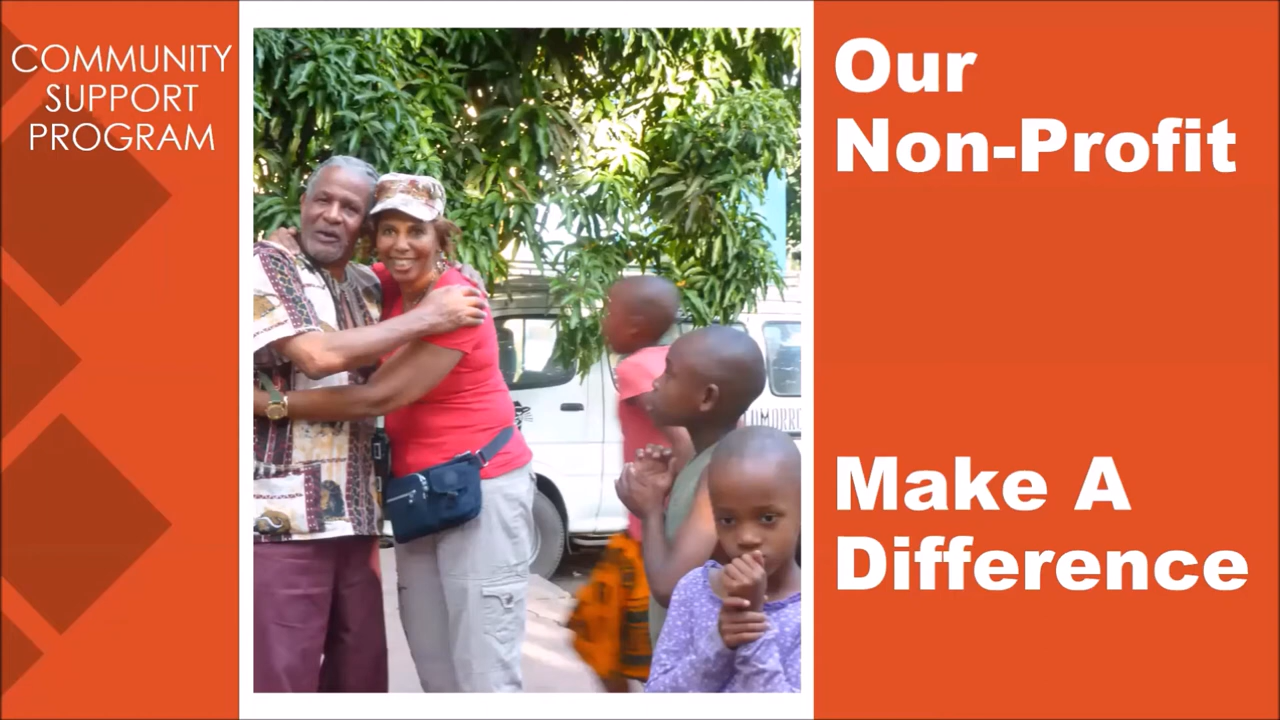 COMMUNITY
SUPPORT
PROGRAM
Our
Non-Profit
Make A
Difference